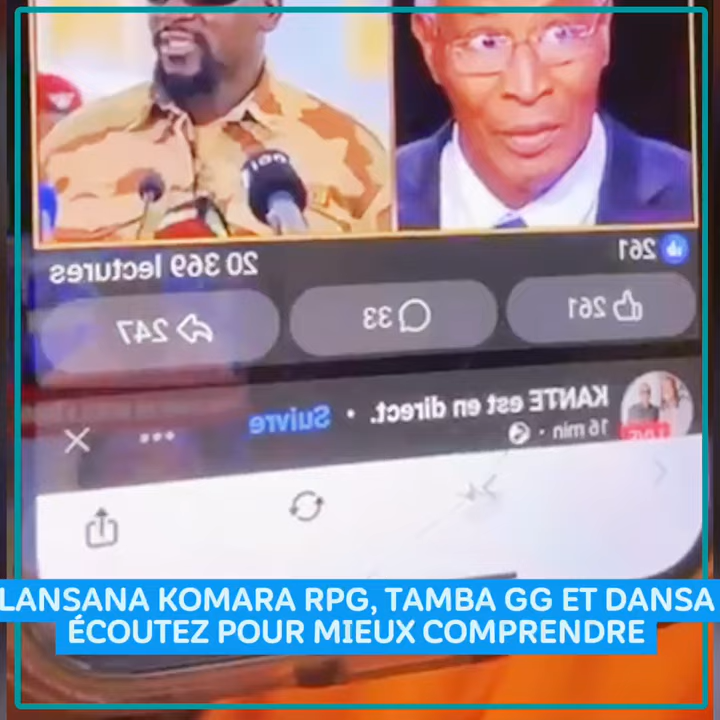 261
20 369 lectures
261
33
247
KANTE est en direct. · Suivre
16 min ·
LIVE
LANSANA KOMARA RPG, TAMBA GG ET DANSA
ÉCOUTEZ POUR MIEUX COMPRENDRE